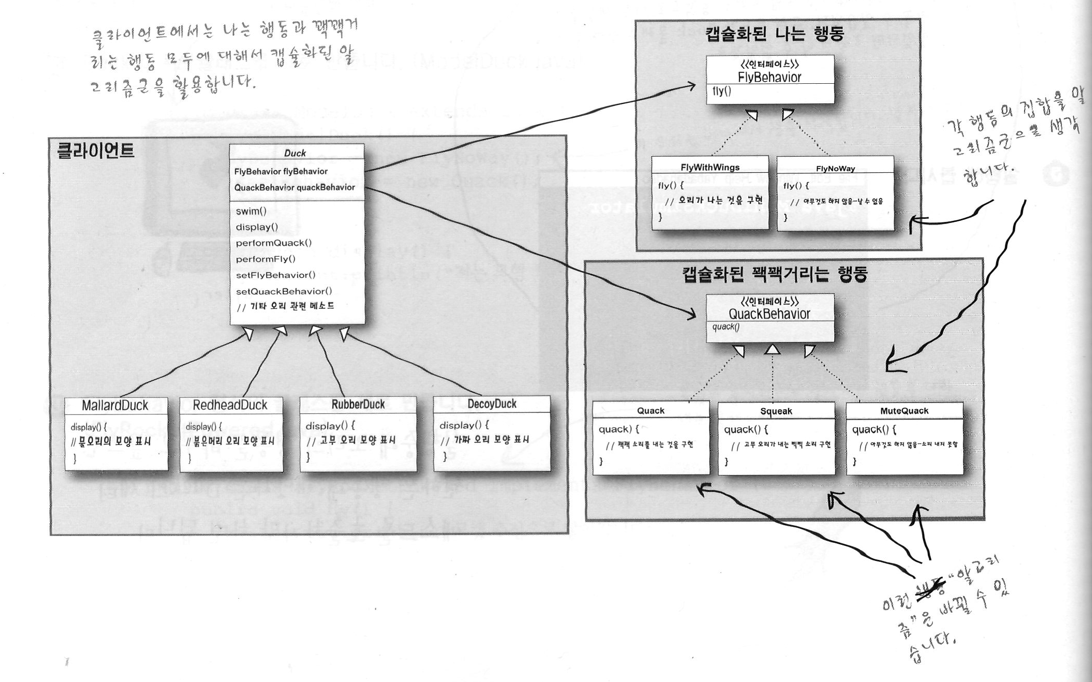 클라이언트에서는 나는 행동과 꽥꽥거
리는 행동 모두에 대해서 캡슐화된 알
고리즘군을 활용합니다.
클라이언트
Duck
FlyBehavior flyBehavior
QuackBehavior quackBehavior
swim()
display()
performQuack()
performFly()
setFlyBehavior()
setQuackBehavior()
// 기타 오리 관련 메소드
MallardDuck
display() {
// 물오리의 모양 표시
}
RedheadDuck
display() {
// 붉은머리 오리 모양 표시
}
RubberDuck
display() {
// 고무 오리 모양 표시
}
DecoyDuck
display() {
// 가짜 오리 모양 표시
}
캡슐화된 나는 행동
<<인터페이스>>
FlyBehavior
fly()
FlyWithWings
fly() {
// 오리가 나는 것을 구현
}
FlyNoWay
fly() {
// 아무것도 하지 않음-날 수 없음
}
각 행동의 집합을 알
고리즘군으로 생각
합니다.
캡슐화된 꽥꽥거리는 행동
<<인터페이스>>
QuackBehavior
quack()
Quack
quack) {
// 꽥꽥 소리를 내는 것을 구현
}
Squeak
quack() {
// 고무 오리가 내는 삑삑 소리 구현
}
MuteQuack
quack() {
// 아무것도 하지 않음-소리 내지 못함
}
이런 "알고리
즘"은 바뀔 수 있
습니다.